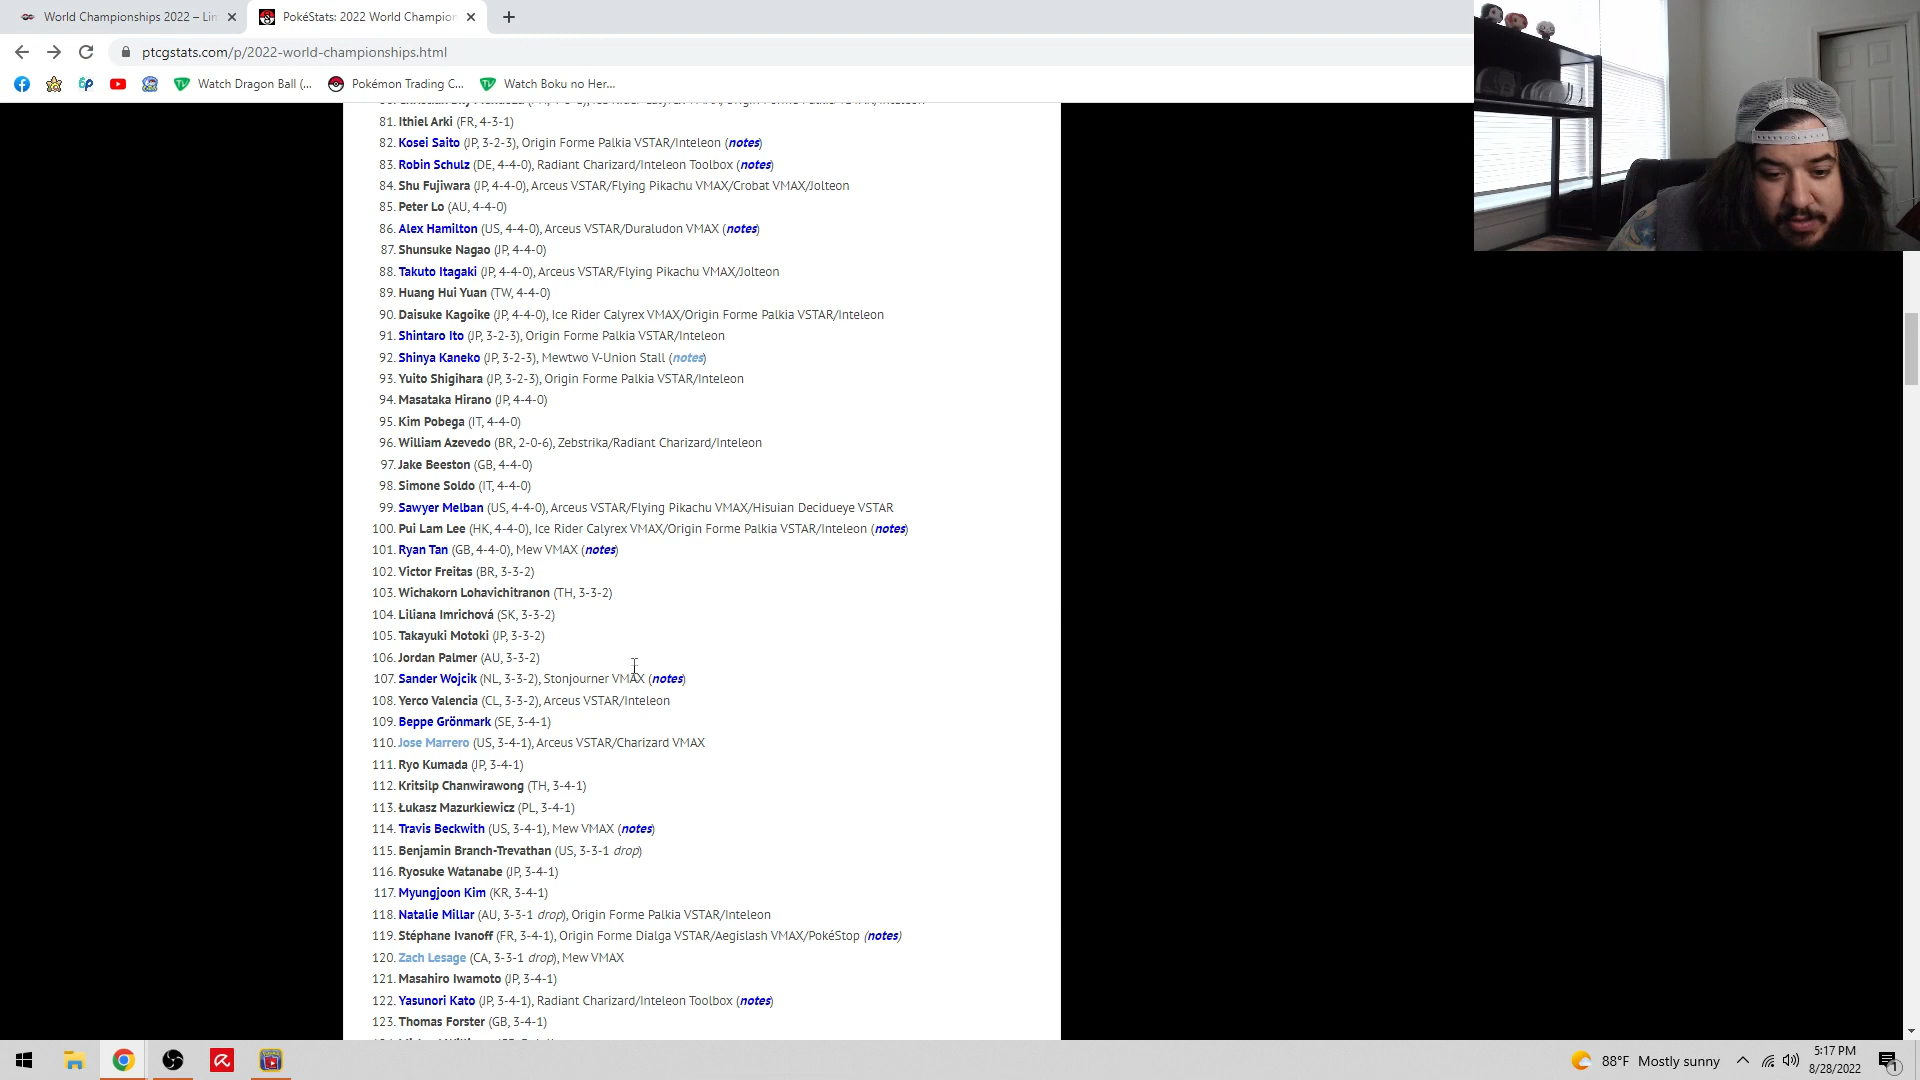 World Championships 2022 – Lim
PokéStats: 2022 World Champion
ptcgstats.com/p/2022-world-championships.html
Watch Dragon Ball (...
Pokémon Trading C...
Watch Boku no Her...
81. Ithiel Arki (FR, 4-3-1)
82. Kosei Saito (JP, 3-2-3), Origin Forme Palkia VSTAR/Inteleon (notes)
83. Robin Schulz (DE, 4-4-0), Radiant Charizard/Inteleon Toolbox (notes)
84. Shu Fujiwara (JP, 4-4-0), Arceus VSTAR/Flying Pikachu VMAX/Crobat VMAX/Jolteon
85. Peter Lo (AU, 4-4-0)
86. Alex Hamilton (US, 4-4-0), Arceus VSTAR/Duraludon VMAX (notes)
87. Shunsuke Nagao (JP, 4-4-0)
88. Takuto Itagaki (JP, 4-4-0), Arceus VSTAR/Flying Pikachu VMAX/Jolteon
89. Huang Hui Yuan (TW, 4-4-0)
90. Daisuke Kagoike (JP, 4-4-0), Ice Rider Calyrex VMAX/Origin Forme Palkia VSTAR/Inteleon
91. Shintaro Ito (JP, 3-2-3), Origin Forme Palkia VSTAR/Inteleon
92. Shinya Kaneko (JP, 3-2-3), Mewtwo V-Union Stall (notes)
93. Yuito Shigihara (JP, 3-2-3), Origin Forme Palkia VSTAR/Inteleon
94. Masataka Hirano (JP, 4-4-0)
95. Kim Pobega (IT, 4-4-0)
96. William Azevedo (BR, 2-0-6), Zebstrika/Radiant Charizard/Inteleon
97. Jake Beeston (GB, 4-4-0)
98. Simone Soldo (IT, 4-4-0)
99. Sawyer Melban (US, 4-4-0), Arceus VSTAR/Flying Pikachu VMAX/Hisuian Decidueye VSTAR
100. Pui Lam Lee (HK, 4-4-0), Ice Rider Calyrex VMAX/Origin Forme Palkia VSTAR/Inteleon (notes)
101. Ryan Tan (GB, 4-4-0), Mew VMAX (notes)
102. Victor Freitas (BR, 3-3-2)
103. Wichakorn Lohavichitranon (TH, 3-3-2)
104. Liliana Imrichová (SK, 3-3-2)
105. Takayuki Motoki (JP, 3-3-2)
106. Jordan Palmer (AU, 3-3-2)
107. Sander Wojcik (NL, 3-3-2), Stonjourner VMAX (notes)
108. Yerco Valencia (CL, 3-3-2), Arceus VSTAR/Inteleon
109. Beppe Grönmark (SE, 3-4-1)
110. Jose Marrero (US, 3-4-1), Arceus VSTAR/Charizard VMAX
111. Ryo Kumada (JP, 3-4-1)
112. Kritsilp Chanwirawong (TH, 3-4-1)
113. Łukasz Mazurkiewicz (PL, 3-4-1)
114. Travis Beckwith (US, 3-4-1), Mew VMAX (notes)
115. Benjamin Branch-Trevathan (US, 3-3-1 drop)
116. Ryosuke Watanabe (JP, 3-4-1)
117. Myungjoon Kim (KR, 3-4-1)
118. Natalie Millar (AU, 3-3-1 drop), Origin Forme Palkia VSTAR/Inteleon
119. Stéphane Ivanoff (FR, 3-4-1), Origin Forme Dialga VSTAR/Aegislash VMAX/PokéStop (notes)
120. Zach Lesage (CA, 3-3-1 drop), Mew VMAX
121. Masahiro Iwamoto (JP, 3-4-1)
122. Yasunori Kato (JP, 3-4-1), Radiant Charizard/Inteleon Toolbox (notes)
123. Thomas Forster (GB, 3-4-1)
88°F Mostly sunny
5:17 PM
8/28/2022
1